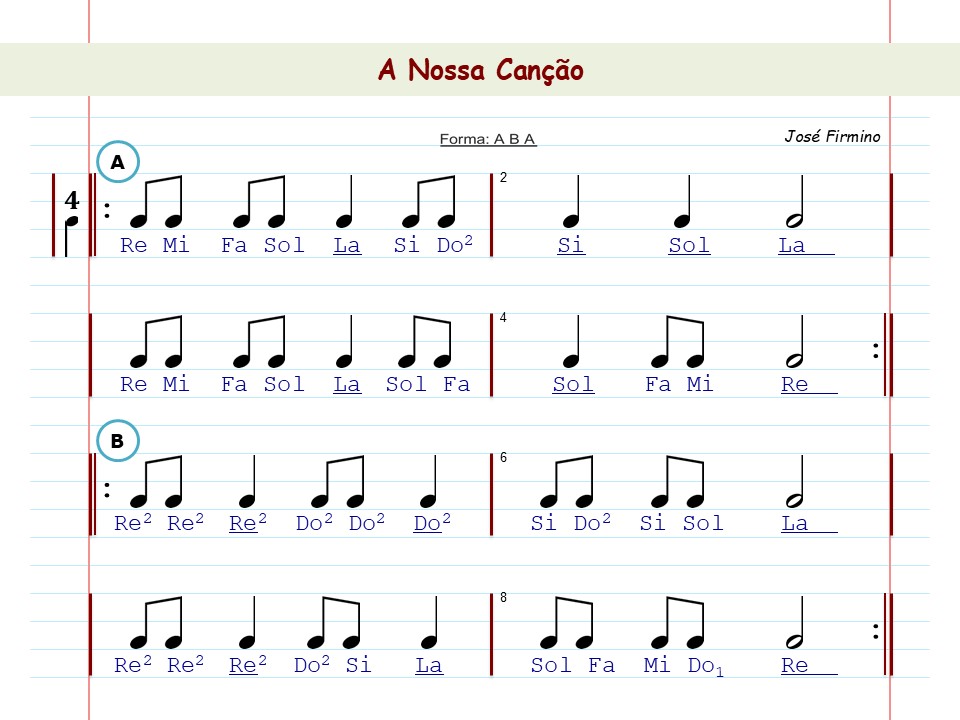 A Nossa Canção
Forma: A B A
José Firmino
A
4
2
Re Mi Fa Sol La Si Do² Si Sol La
4
Re Mi Fa Sol La Sol Fa Sol Fa Mi Re
B
6
Re² Re² Re² Do² Do² Do² Si Do² Si Sol La
8
Re² Re² Re² Do² Si La Sol Fa Mi Do₁ Re